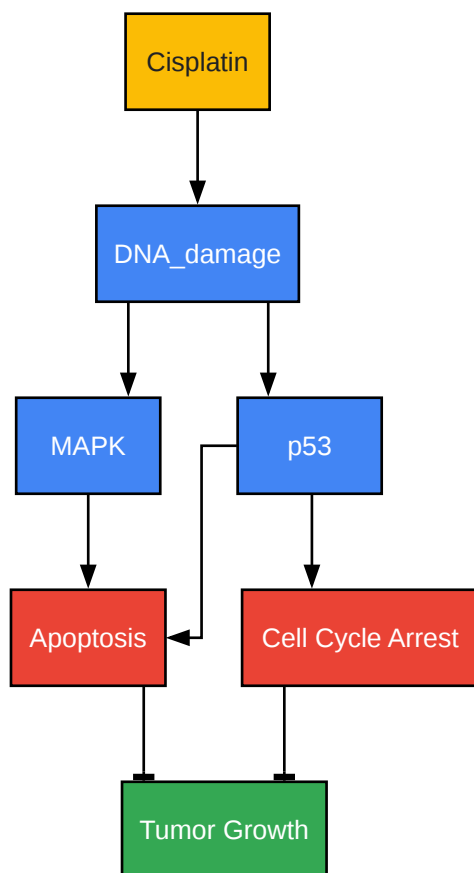 Cisplatin
DNA_damage
MAPK
p53
Apoptosis
Cell Cycle Arrest
Tumor Growth